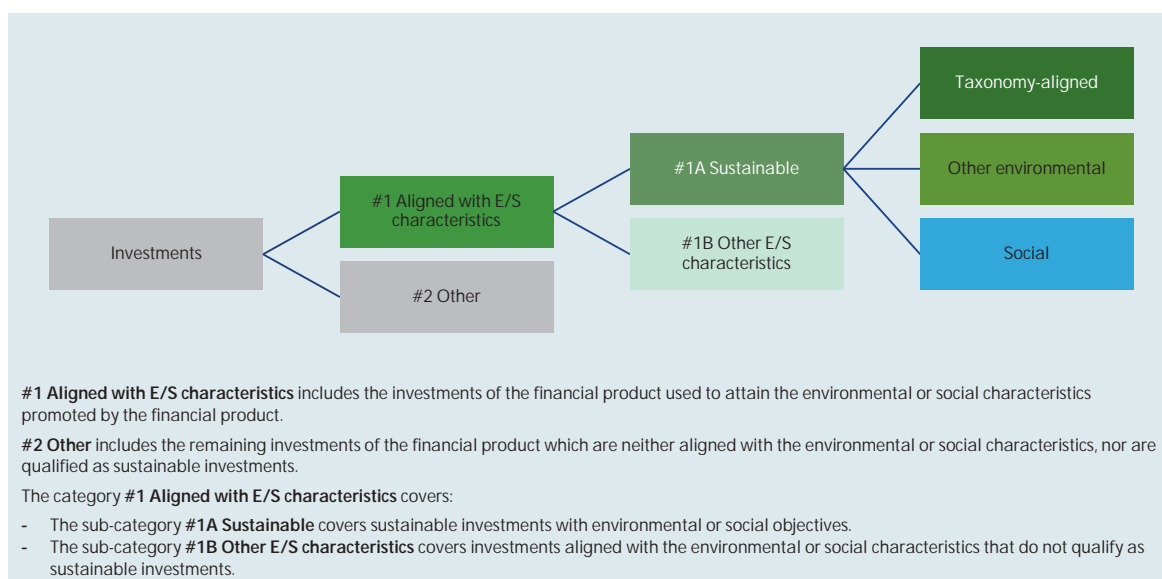 Taxonomy-aligned
#1A Sustainable
Other environmental
#1 Aligned with E/S
characteristics
Investments
#1B Other E/S
characteristics
Social
#2 Other
#1 Aligned with E/S characteristics includes the investments of the financial product used to attain the environmental or social characteristics
promoted by the financial product.
#2 Other includes the remaining investments of the financial product which are neither aligned with the environmental or social characteristics, nor are
qualified as sustainable investments.
The category #1 Aligned with E/S characteristics covers:
- The sub-category #1A Sustainable covers sustainable investments with environmental or social objectives.
- The sub-category #1B Other E/S characteristics covers investments aligned with the environmental or social characteristics that do not qualify as
sustainable investments.